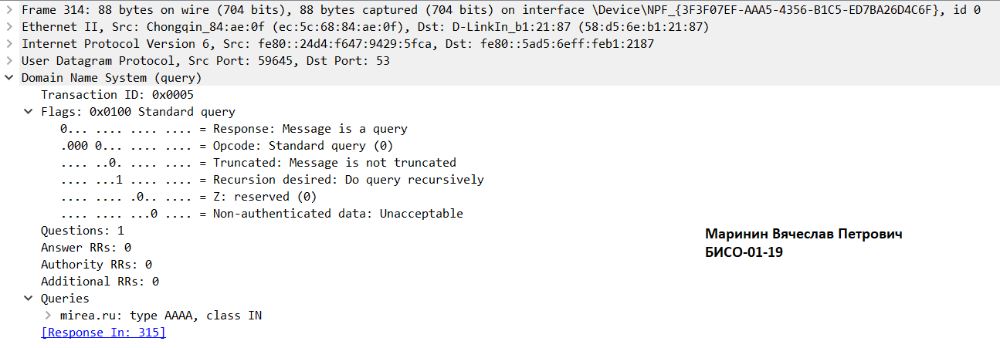 Frame 314: 88 bytes on wire (704 bits), 88 bytes captured (704 bits) on interface \Device\NPF_{3F3F07EF-AAA5-4356-B1C5-ED7BA26D4C6F}, id 0
Ethernet II, Src: Chongqin_84:ae:0f (ec:5c:68:84:ae:0f), Dst: D-LinkIn_b1:21:87 (58:d5:6e:b1:21:87)
Internet Protocol Version 6, Src: fe80::24d4:f647:9429:5fca, Dst: fe80::5ad5:6eff:feb1:2187
User Datagram Protocol, Src Port: 59645, Dst Port: 53
Domain Name System (query)
Transaction ID: 0x0005
Flags: 0x0100 Standard query
0... .... .... .... = Response: Message is a query
.000 0... .... .... = Opcode: Standard query (0)
.... ..0. .... .... = Truncated: Message is not truncated
.... ...1 .... .... = Recursion desired: Do query recursively
.... .... .0.. .... = Z: reserved (0)
.... .... ...0 .... = Non-authenticated data: Unacceptable
Questions: 1
Answer RRs: 0
Authority RRs: 0
Additional RRs: 0
Queries
mirea.ru: type AAAA, class IN
[Response In: 315]
Маринин Вячеслав Петрович
БИСО-01-19